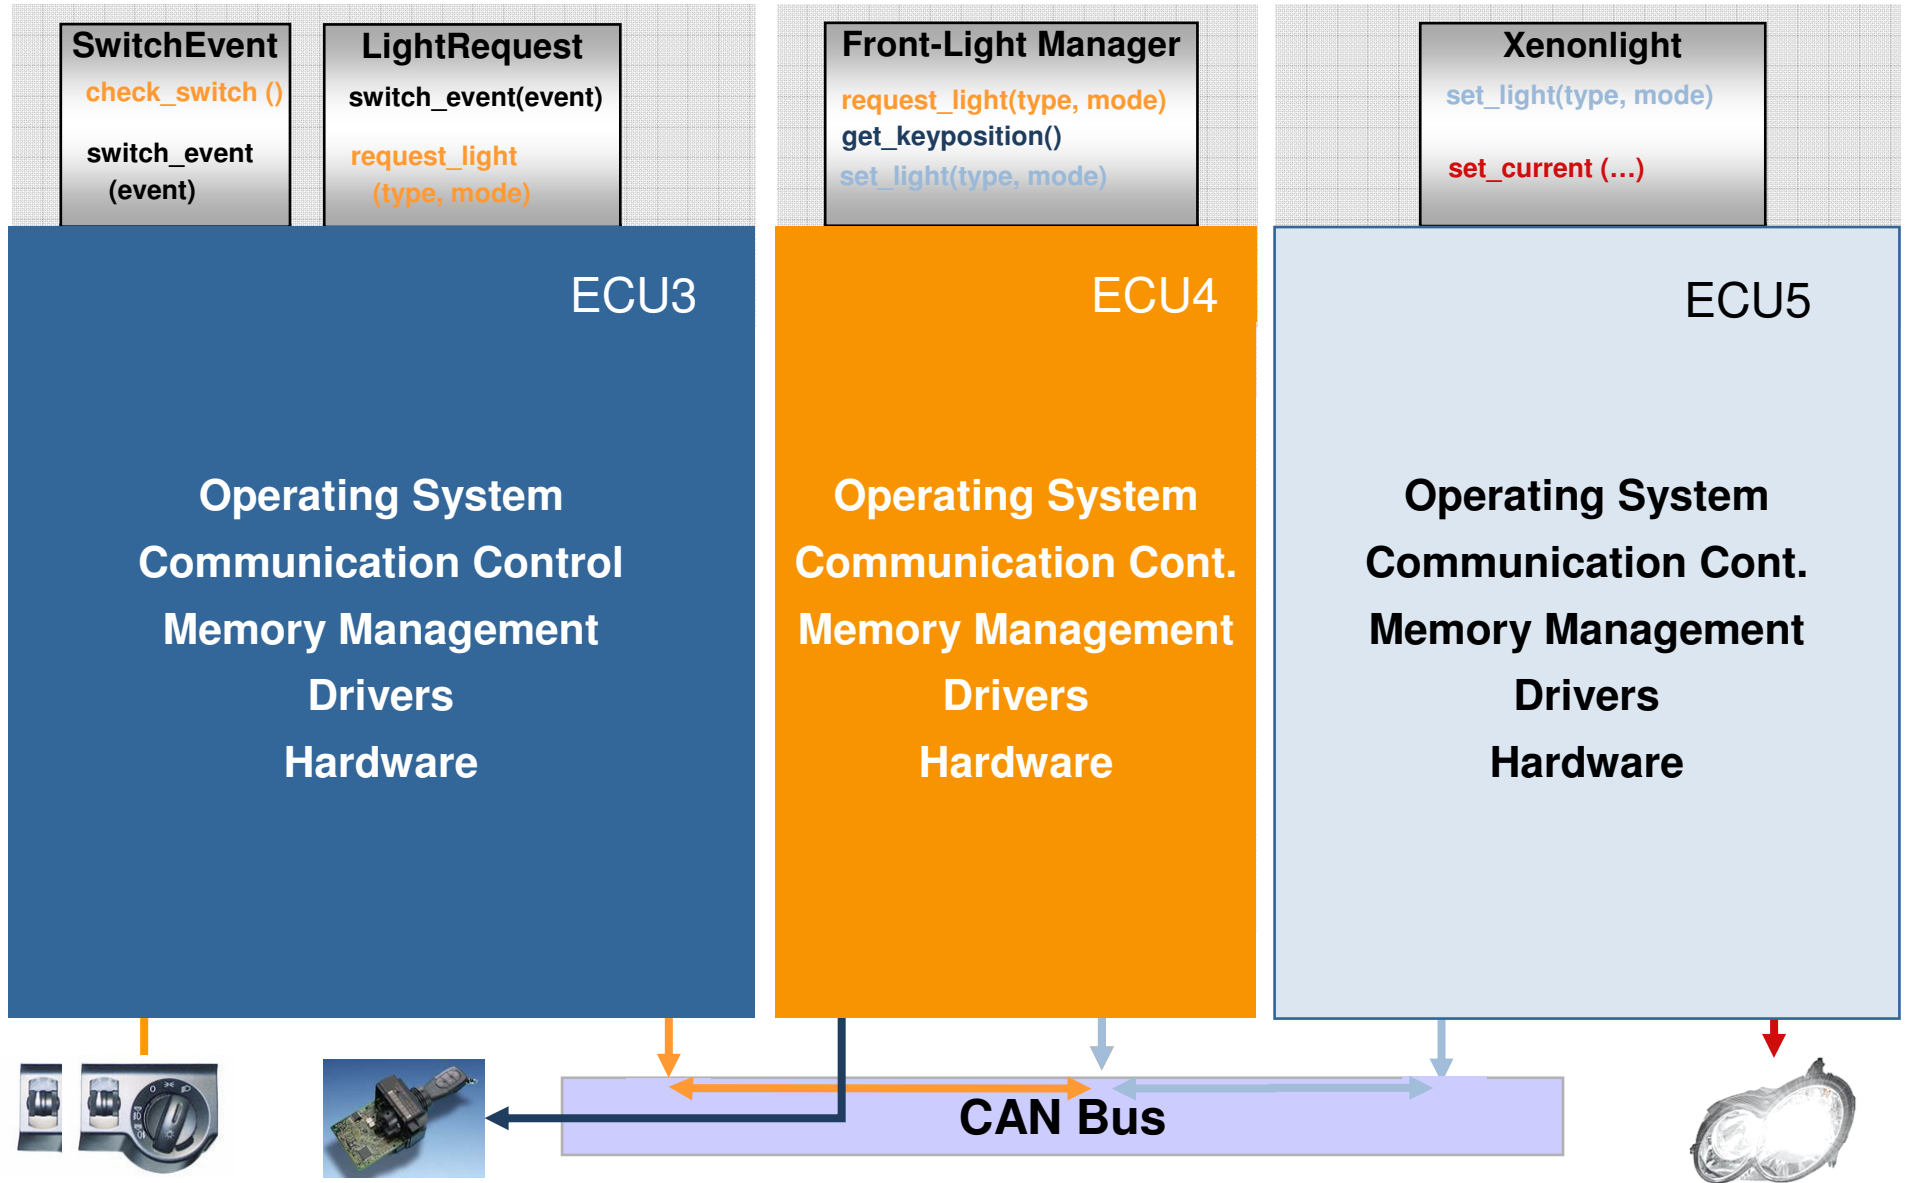 SwitchEvent
check_switch ()
switch_event
(event)
LightRequest
switch_event(event)
request_light
(type, mode)
Front-Light Manager
request_light(type, mode)
get_keyposition()
set_light(type, mode)
Xenonlight
set_light(type, mode)
set_current (…)
ECU3
Operating System
Communication Control
Memory Management
Drivers
Hardware
ECU4
Operating System
Communication Cont.
Memory Management
Drivers
Hardware
ECU5
Operating System
Communication Cont.
Memory Management
Drivers
Hardware
0
CAN Bus